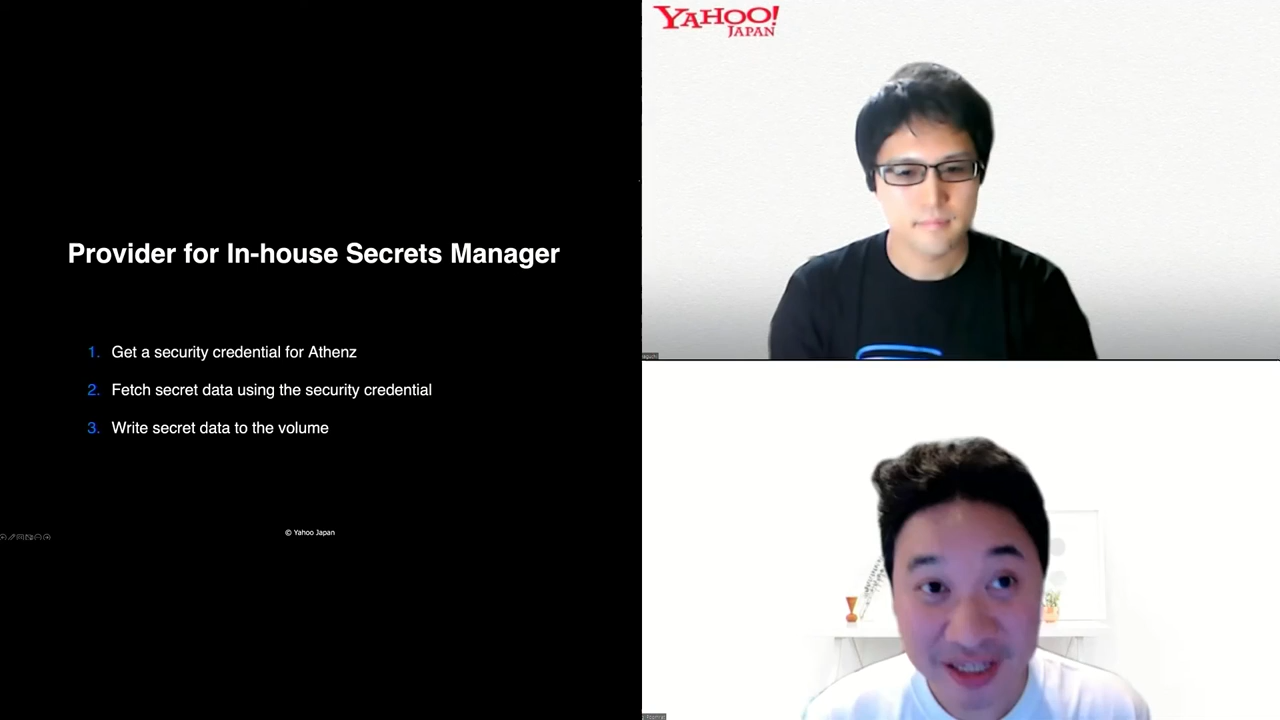 Provider for In-house Secrets Manager
1. Get a security credential for Athenz
2. Fetch secret data using the security credential
3. Write secret data to the volume
© Yahoo Japan
YAHOO!
JAPAN